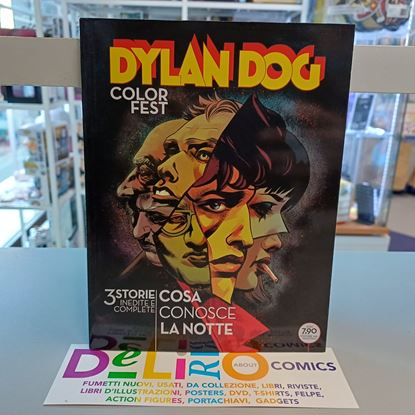 DYLAN DOG
COLOR
FEST
3 STORIE
INEDITE E
COMPLETE
COSA
CONOSCE
LA NOTTE
7,90
DeLiRIO
ABOUT
COMICS
FUMETTI NUOVI, USATI, DA COLLEZIONE, LIBRI, RIVISTE,
LIBRI D'ILLUSTRAZIONI, POSTERS, DVD, T-SHIRTS, FELPE,
ACTION FIGURES, PORTACHIAVI, GADGETS